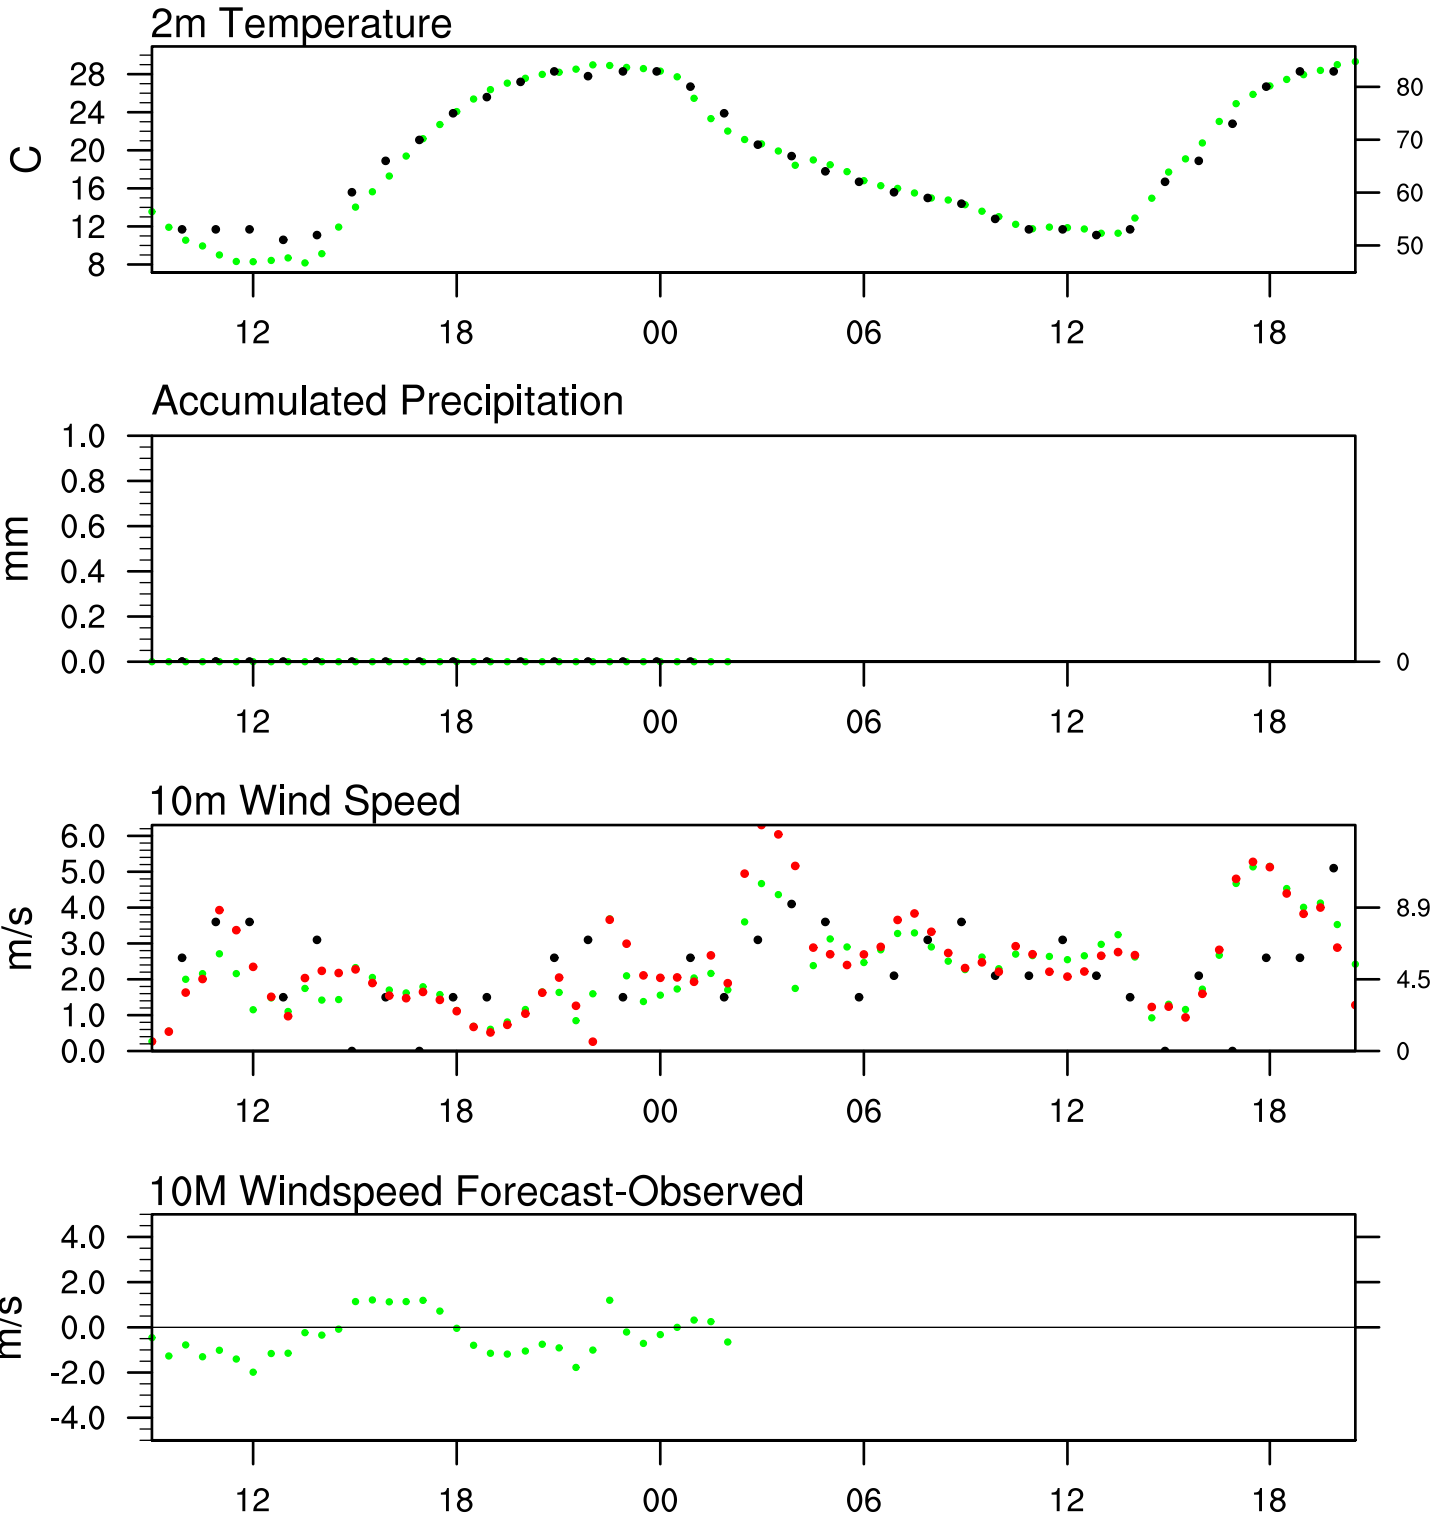 2m Temperature
28
24
20
16
12
8
C
80
70
60
50
12 18 00 06 12 18
Accumulated Precipitation
1.0
0.8
0.6
0.4
0.2
0.0
mm
0
12 18 00 06 12 18
10m Wind Speed
6.0
5.0
4.0
3.0
2.0
1.0
0.0
m/s
8.9
4.5
0
12 18 00 06 12 18
10M Windspeed Forecast-Observed
4.0
2.0
0.0
-2.0
-4.0
m/s
12 18 00 06 12 18